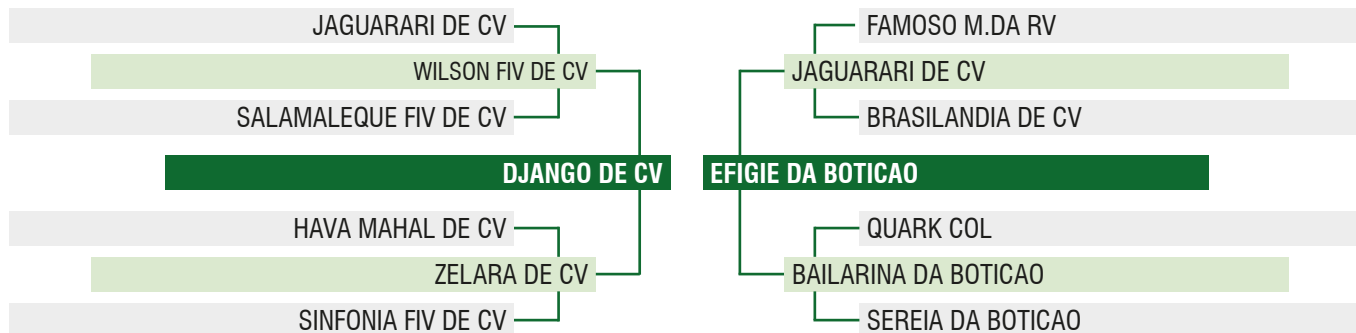 JAGUARARI DE CV
WILSON FIV DE CV
SALAMALEQUE FIV DE CV
DJANGO DE CV
HAVA MAHAL DE CV
ZELARA DE CV
SINFONIA FIV DE CV
FAMOSO M.DA RV
JAGUARARI DE CV
BRASILANDIA DE CV
EFIGIE DA BOTICAO
QUARK COL
BAILARINA DA BOTICAO
SEREIA DA BOTICAO